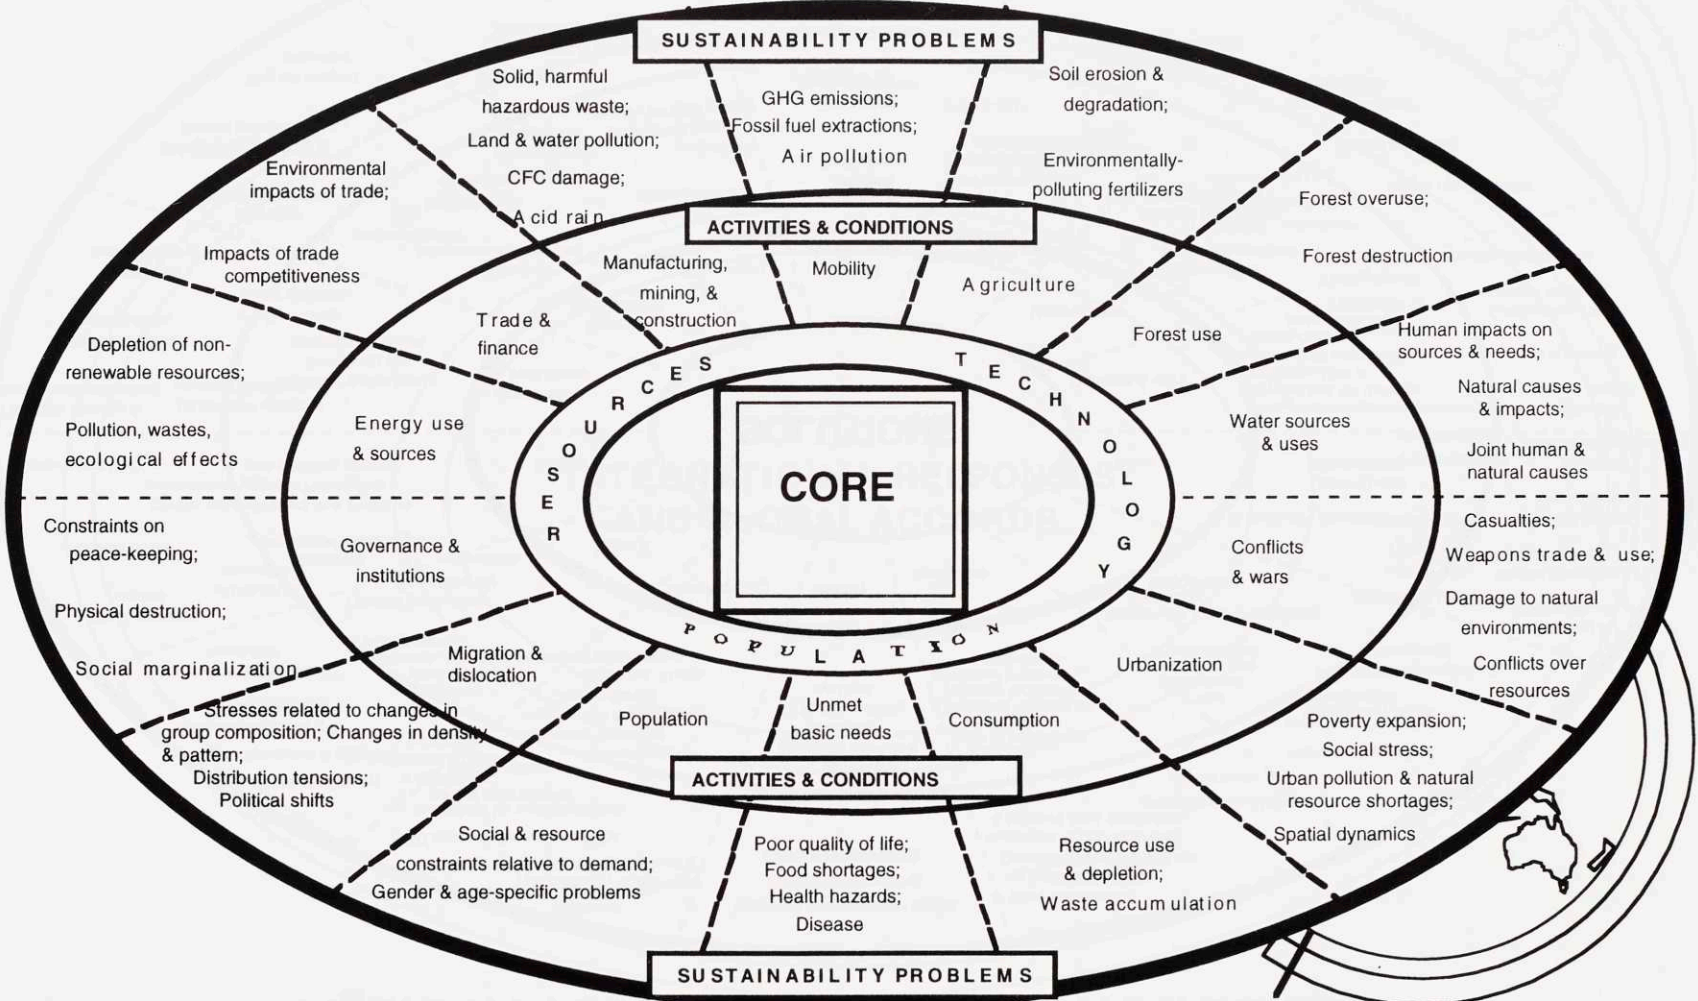 SUSTAINABILITY PROBLEMS
Solid, harmful
hazardous waste;
Land & water pollution;
CFC damage;
Acid rain
GHG emissions;
Fossil fuel extractions;
Air pollution
Soil erosion &
degradation;
Environmentally-
polluting fertilizers
Environmental
impacts of trade;
Impacts of trade
competitiveness
Forest overuse;
Forest destruction
ACTIVITIES & CONDITIONS
Manufacturing,
mining, &
construction
Mobility
Agriculture
Trade &
finance
Forest use
Depletion of non-
renewable resources;
Pollution, wastes,
ecological effects
Energy use
& sources
Water sources
& uses
Human impacts on
sources & needs;
Natural causes
& impacts;
Joint human &
natural causes
RESOURCES
TECHNOLOGY
CORE
POPULATION
Constraints on
peace-keeping;
Physical destruction;
Social marginalization
Governance &
institutions
Conflicts
& wars
Casualties;
Weapons trade & use;
Damage to natural
environments;
Conflicts over
resources
Migration &
dislocation
Urbanization
Stresses related to changes in
group composition; Changes in density
& pattern;
Distribution tensions;
Political shifts
Population
Unmet
basic needs
Consumption
Poverty expansion;
Social stress;
Urban pollution & natural
resource shortages;
Spatial dynamics
ACTIVITIES & CONDITIONS
Social & resource
constraints relative to demand;
Gender & age-specific problems
Poor quality of life;
Food shortages;
Health hazards;
Disease
Resource use
& depletion;
Waste accumulation
SUSTAINABILITY PROBLEMS